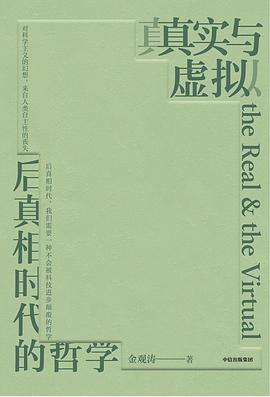 真真实与
虚拟以
the Real & the Virtual
对科学主义的幻想，来自人类自主性的丧失
后真相时代，我们需要一种不会被科技进步颠覆的哲学
后真相时代
的哲学
金观涛——著
中信出版集团